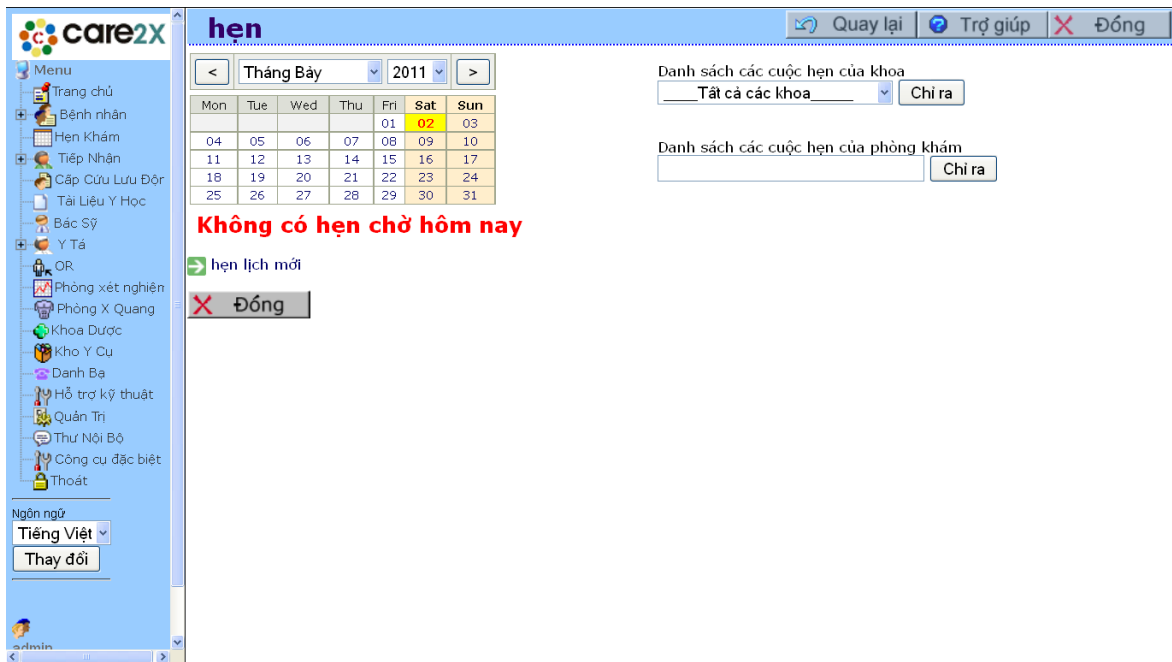 care2x
Menu
Trang chủ
Bệnh nhân
Hẹn Khám
Tiếp Nhận
Cấp Cứu Lưu Độn
Tài Liệu Y Học
Bác Sỹ
Y Tá
OR
Phòng xét nghiện
Phòng X Quang
Khoa Dược
Kho Y Cụ
Danh Bạ
Hỗ trợ kỹ thuật
Quản Trị
Thư Nội Bộ
Công cụ đặc biệt
Thoát
Ngôn ngữ
Tiếng Việt
Thay đổi
admin
hẹn
Quay lại Trợ giúp Đóng
< Tháng Bảy 2011 >
Mon Tue Wed Thu Fri Sat Sun
01 02 03
04 05 06 07 08 09 10
11 12 13 14 15 16 17
18 19 20 21 22 23 24
25 26 27 28 29 30 31
Không có hẹn chờ hôm nay
hẹn lịch mới
Đóng
Danh sách các cuộc hẹn của khoa
____Tất cả các khoa_____ Chỉ ra
Danh sách các cuộc hẹn của phòng khám
Chỉ ra